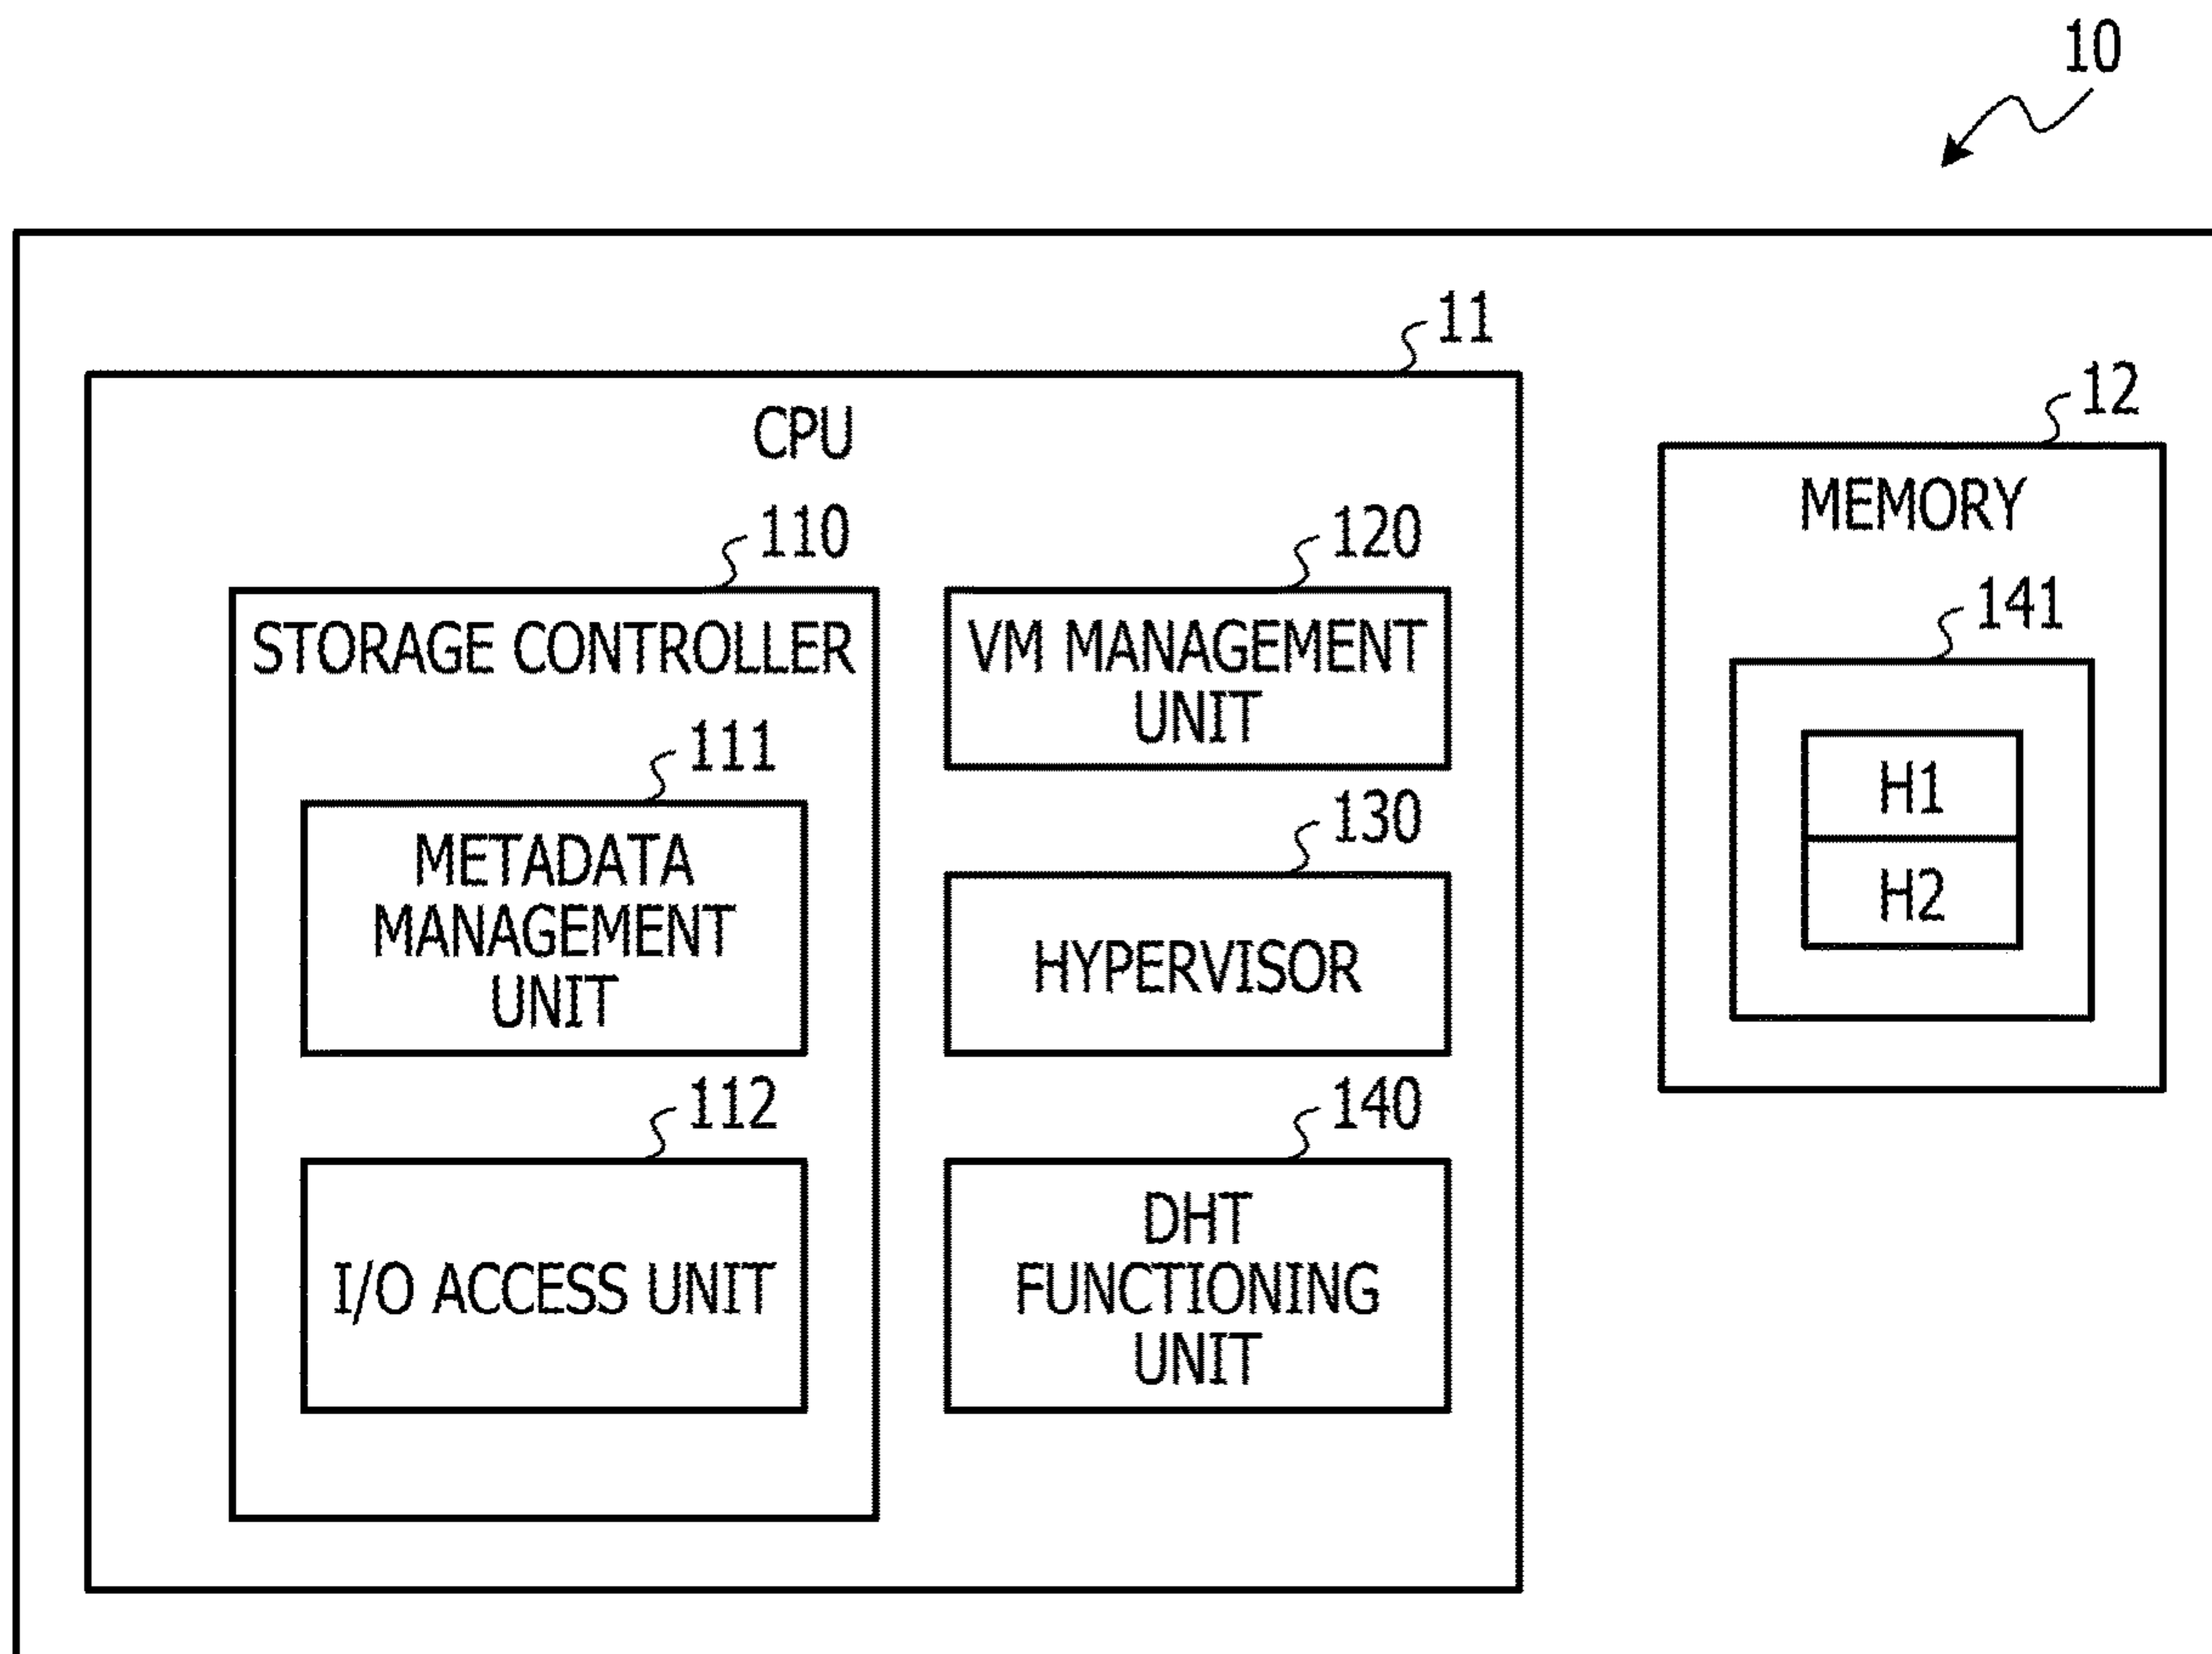 10
11
CPU
12
MEMORY
110
STORAGE CONTROLLER
120
VM MANAGEMENT
UNIT
141
H1
H2
111
METADATA
MANAGEMENT
UNIT
130
HYPERVISOR
112
I/O ACCESS UNIT
140
DHT
FUNCTIONING
UNIT